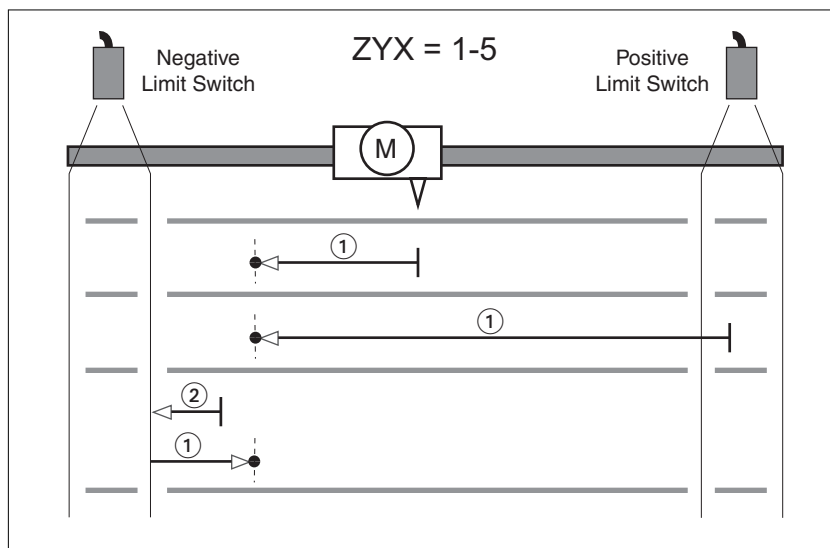 ZYX = 1-5
Negative
Limit Switch
Positive
Limit Switch
M
1
1
2
1